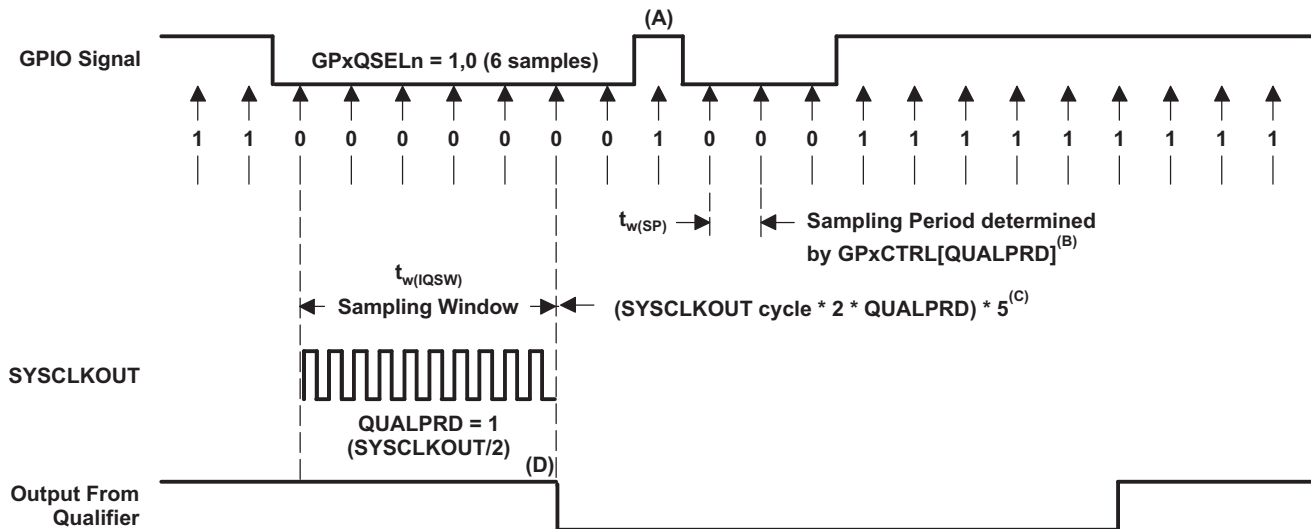 (A)
GPIO Signal
GPxQSELn = 1,0 (6 samples)
1 1 0 0 0 0 0 0 0 1 0 0 0 1 1 1 1 1 1 1 1 1
tw(SP)
Sampling Period determined
by GPxCTRL[QUALPRD](B)
tw(IQSW)
Sampling Window
(SYSCLKOUT cycle * 2 * QUALPRD) * 5(C)
SYSCLKOUT
QUALPRD = 1
(SYSCLKOUT/2)
(D)
Output From
Qualifier